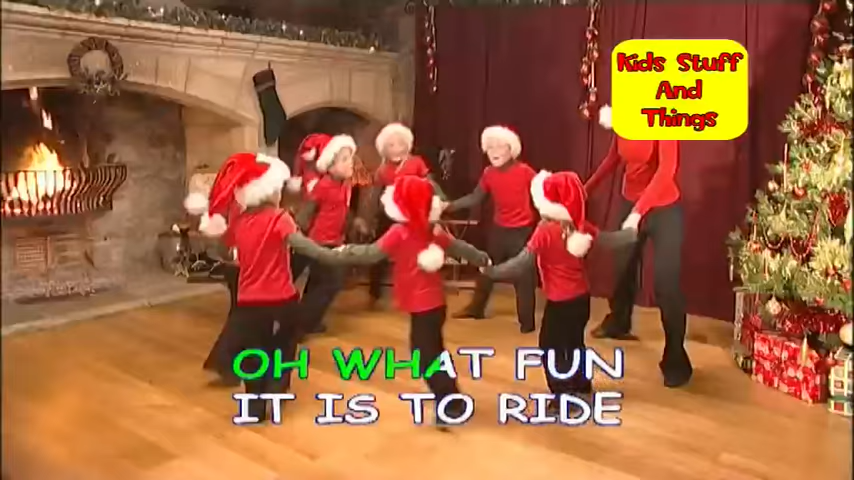 Kids Stuff
And
Things
OH WHAT FUN
IT IS TO RIDE